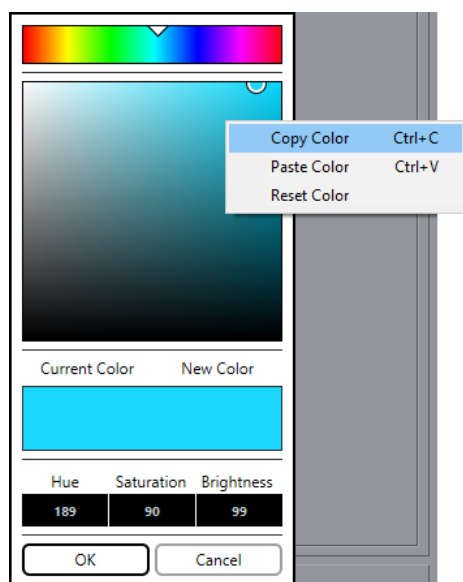 Copy Color Ctrl+C
Paste Color Ctrl+V
Reset Color
Current Color New Color
Hue Saturation Brightness
189 90 99
OK Cancel